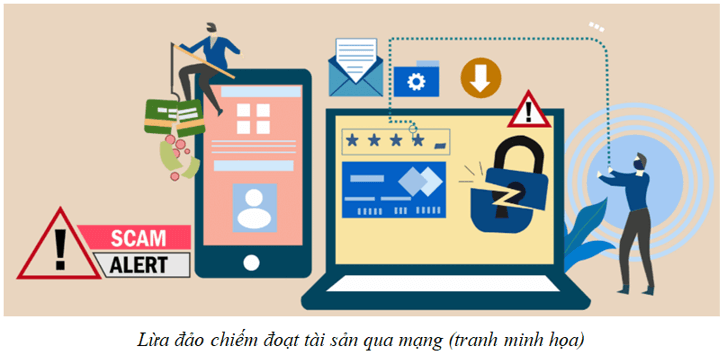 SCAM
ALERT
Lừa đảo chiếm đoạt tài sản qua mạng (tranh minh họa)